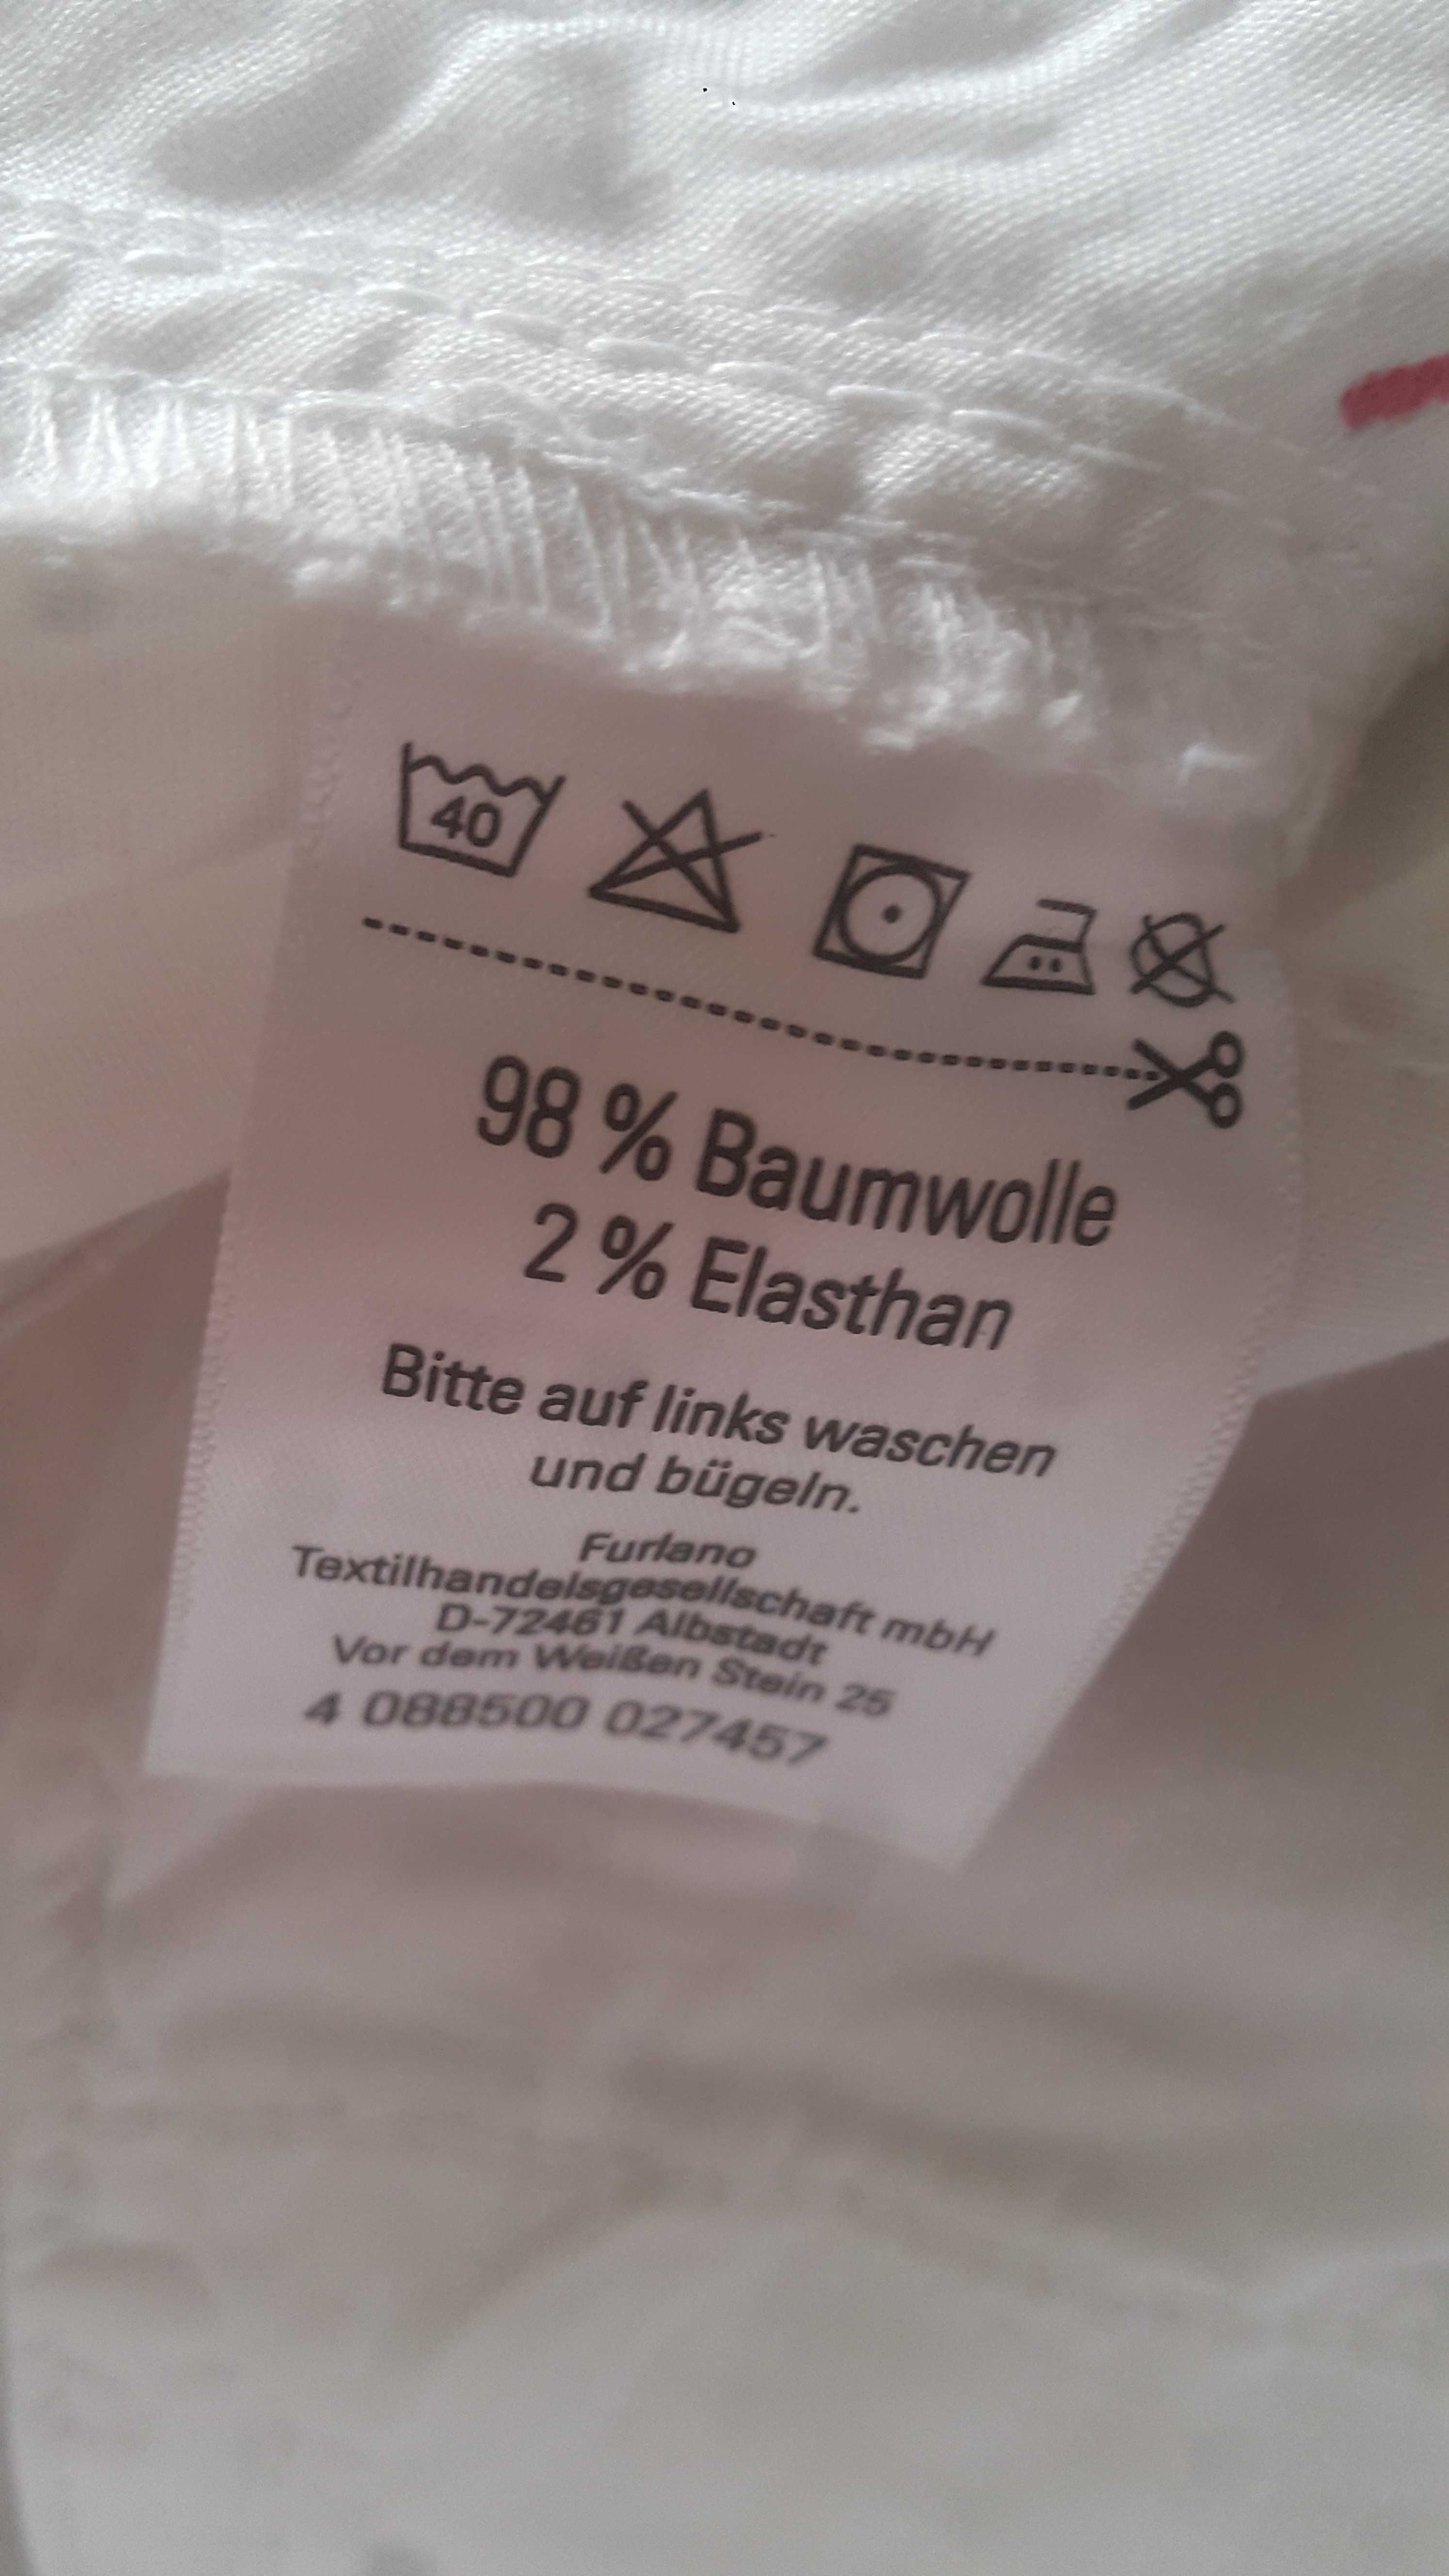 40
98 % Baumwolle
2 % Elasthan
Bitte auf links waschen
und bügeln.
Furlano
Textilhandelsgesellschaft mbH
D-72461 Albstadt
Vor dem Weißen Stein 25
4 088500 027457